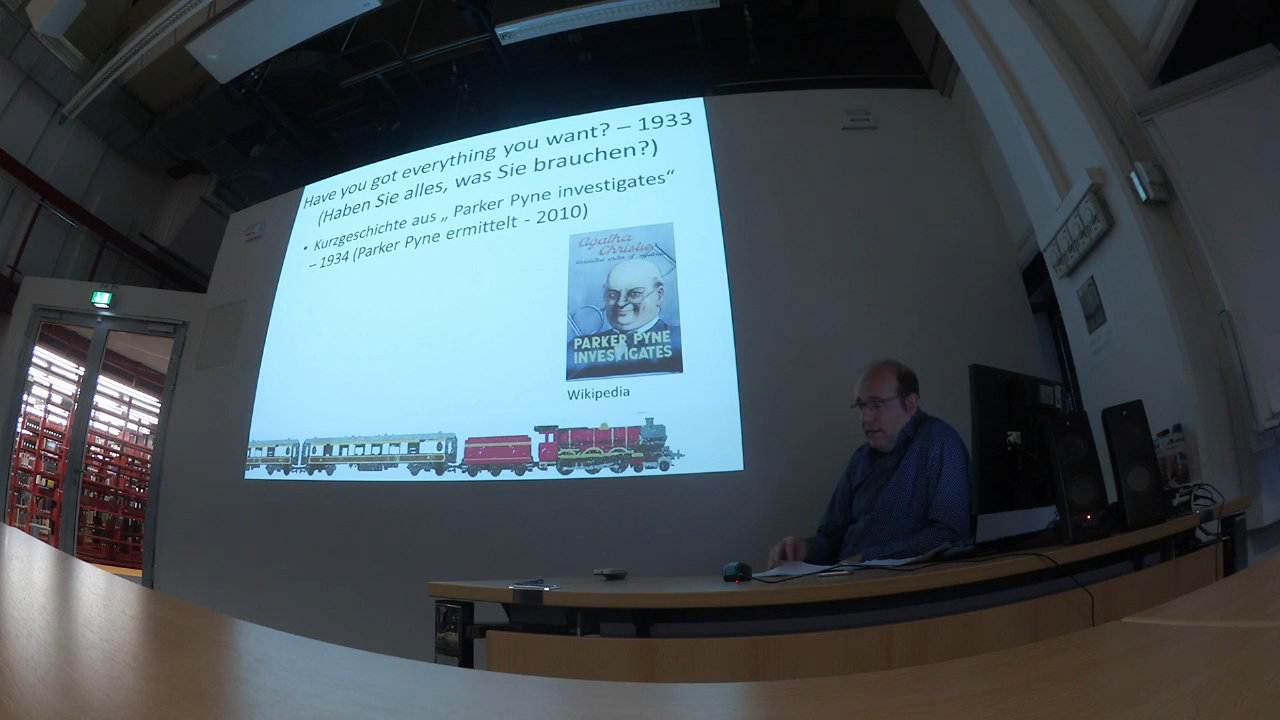 Have you got everything you want? – 1933
(Haben Sie alles, was Sie brauchen?)
• Kurzgeschichte aus „ Parker Pyne investigates“
– 1934 (Parker Pyne ermittelt - 2010)
Agatha
Christie
PARKER PYNE
INVESTIGATES
Wikipedia